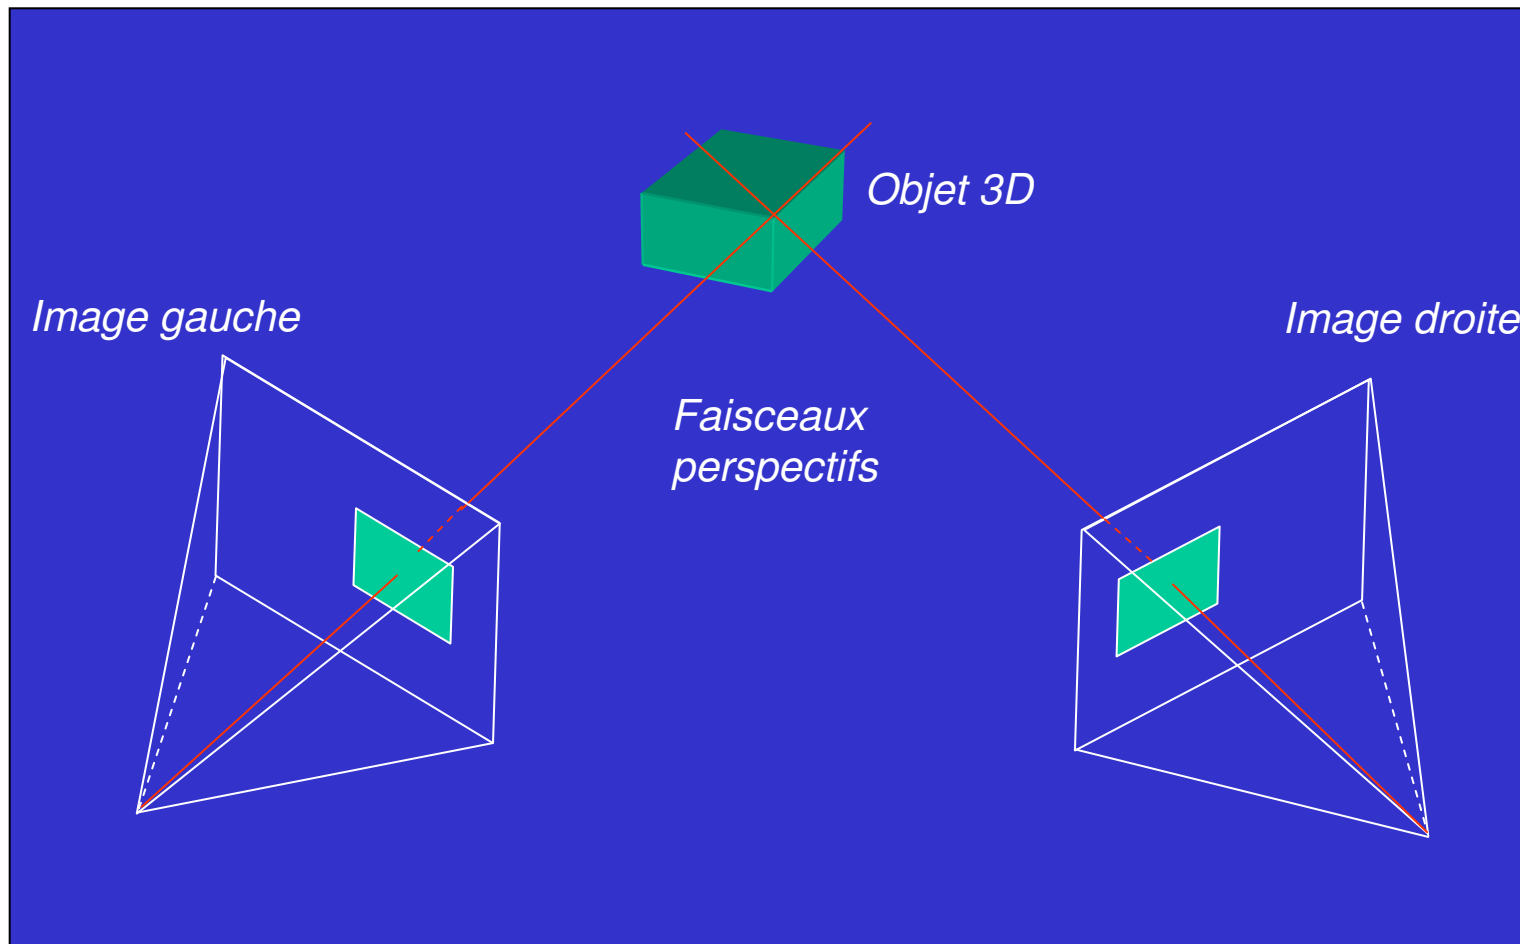 Objet 3D
Image gauche
Image droite
Faisceaux
perspectifs